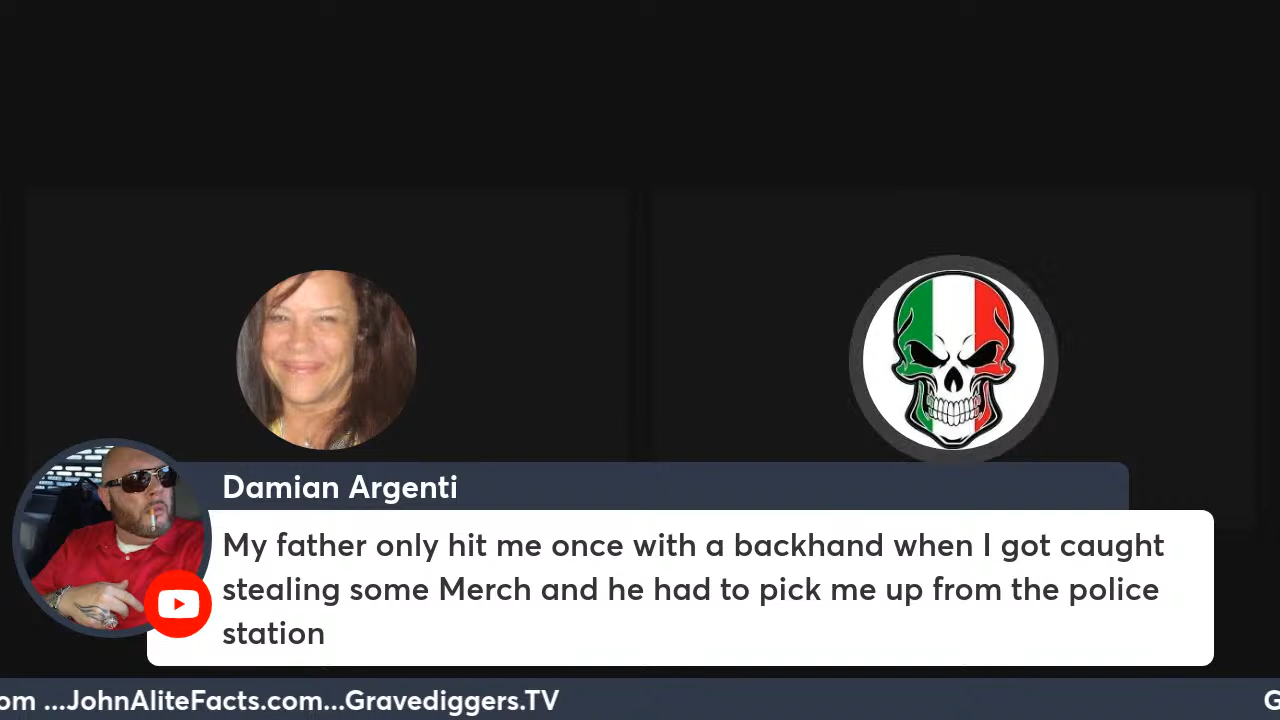 Damian Argenti
My father only hit me once with a backhand when I got caught
stealing some Merch and he had to pick me up from the police
station
om ...JohnAliteFacts.com...Gravediggers.TV
G